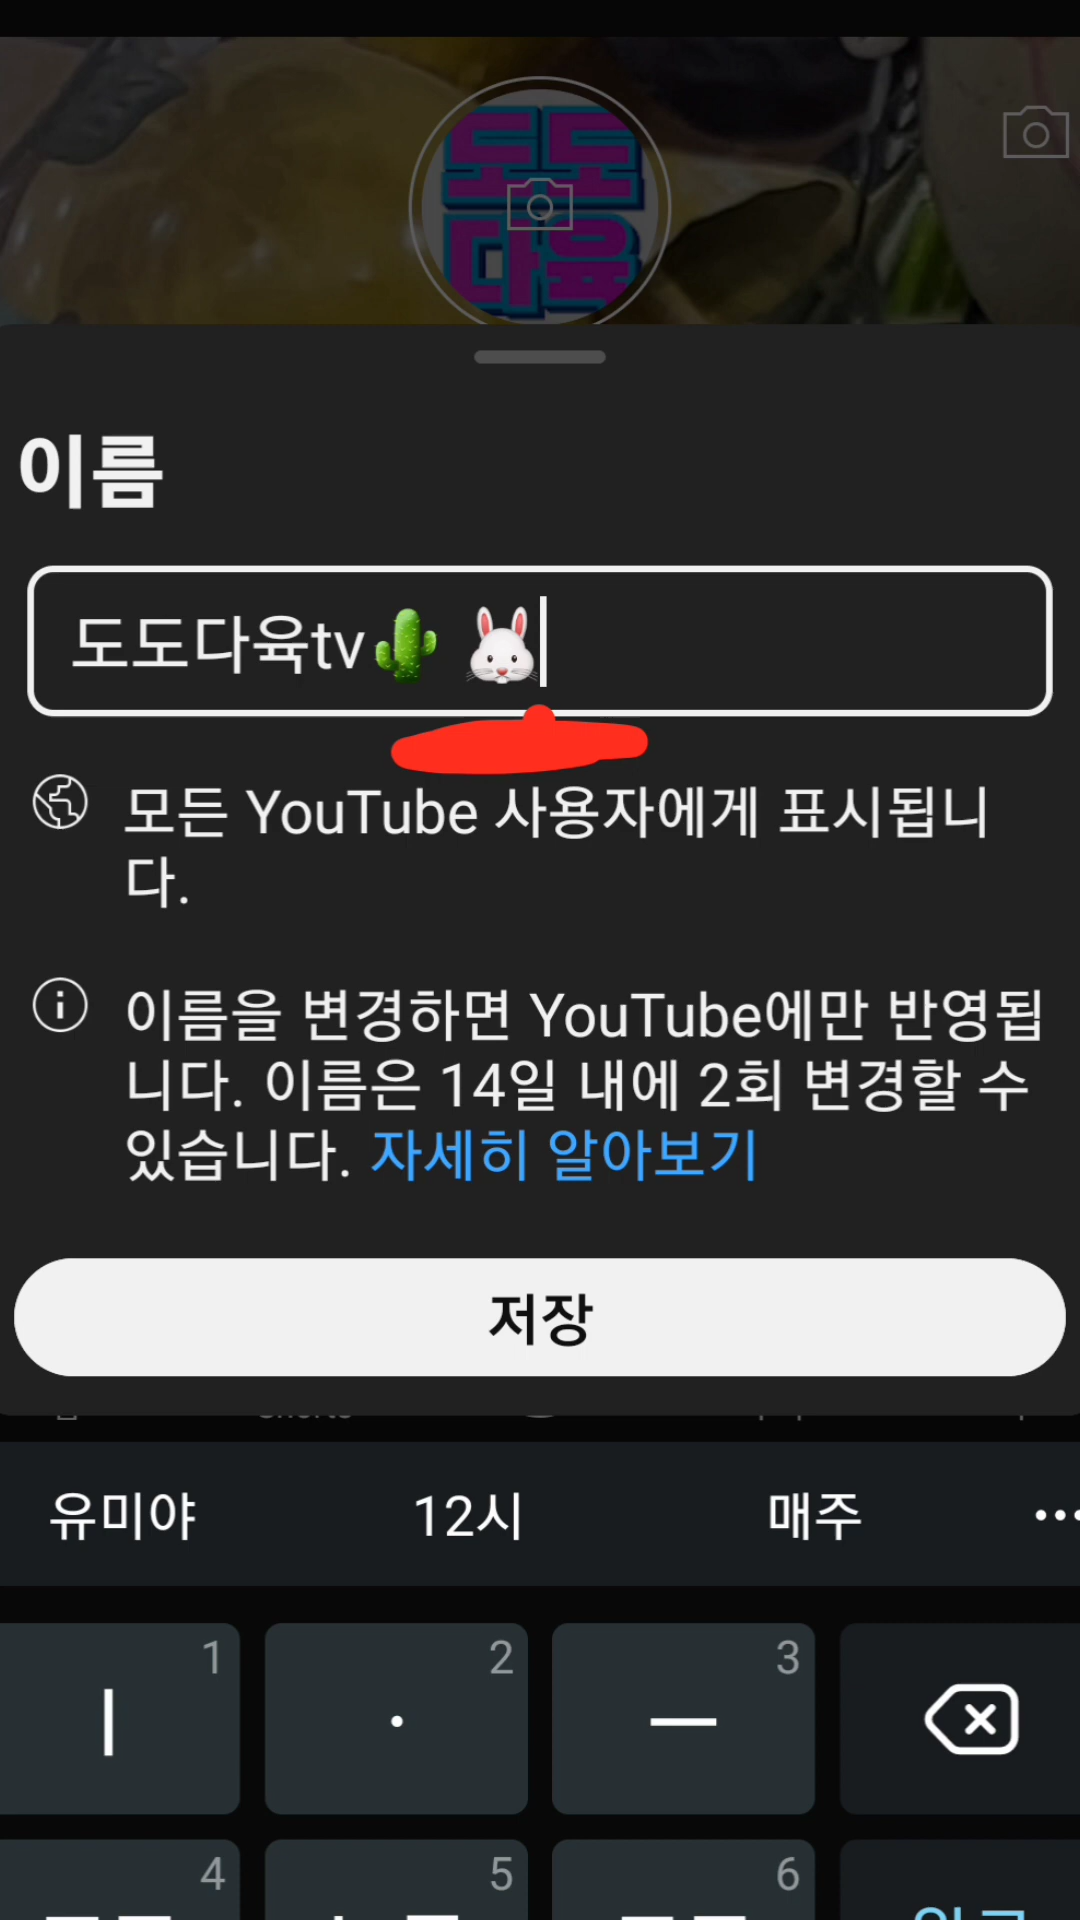 도도
다육
이름
도도다육tv🌵 🐰
모든 YouTube 사용자에게 표시됩니
다.
이름을 변경하면 YouTube에만 반영됩
니다. 이름은 14일 내에 2회 변경할 수
있습니다. 자세히 알아보기
저장
유미야 12시 매주 ...
1 2 3
ㅣ · ㅡ
4 5 6